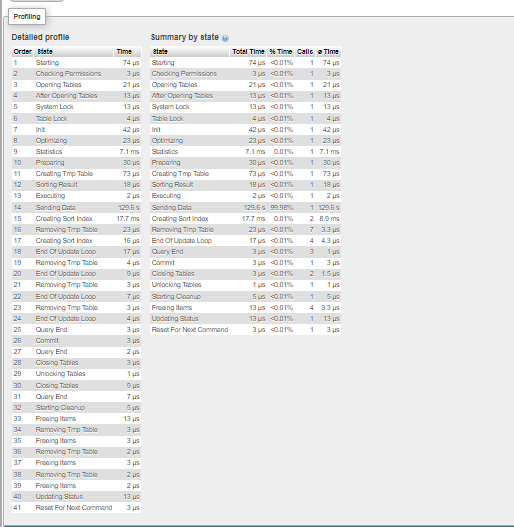 Profiling
Detailed profile
Order State Time
1 Starting 74 µs
2 Checking Permissions 3 µs
3 Opening Tables 21 µs
4 After Opening Tables 13 µs
5 System Lock 13 µs
6 Table Lock 4 µs
7 Init 42 µs
8 Optimizing 23 µs
9 Statistics 7.1 ms
10 Preparing 30 µs
11 Creating Tmp Table 73 µs
12 Sorting Result 18 µs
13 Executing 2 µs
14 Sending Data 129.6 s
15 Creating Sort Index 17.7 ms
16 Removing Tmp Table 23 µs
17 Creating Sort Index 16 µs
18 End Of Update Loop 17 µs
19 Removing Tmp Table 4 µs
20 End Of Update Loop 9 µs
21 Removing Tmp Table 3 µs
22 End Of Update Loop 7 µs
23 Removing Tmp Table 3 µs
24 End Of Update Loop 4 µs
25 Query End 3 µs
26 Commit 3 µs
27 Query End 2 µs
28 Closing Tables 3 µs
29 Unlocking Tables 1 µs
30 Closing Tables 9 µs
31 Query End 7 µs
32 Starting Cleanup 5 µs
33 Freeing Items 13 µs
34 Removing Tmp Table 3 µs
35 Freeing Items 3 µs
36 Removing Tmp Table 2 µs
37 Freeing Items 3 µs
38 Removing Tmp Table 2 µs
39 Freeing Items 2 µs
40 Updating Status 13 µs
41 Reset For Next Command 3 µs
Summary by state
State Total Time % Time Calls ø Time
Starting 74 µs <0.01% 1 74 µs
Checking Permissions 3 µs <0.01% 1 3 µs
Opening Tables 21 µs <0.01% 1 21 µs
After Opening Tables 13 µs <0.01% 1 13 µs
System Lock 13 µs <0.01% 1 13 µs
Table Lock 4 µs <0.01% 1 4 µs
Init 42 µs <0.01% 1 42 µs
Optimizing 23 µs <0.01% 1 23 µs
Statistics 7.1 ms 0.01% 1 7.1 ms
Preparing 30 µs <0.01% 1 30 µs
Creating Tmp Table 73 µs <0.01% 1 73 µs
Sorting Result 18 µs <0.01% 1 18 µs
Executing 2 µs <0.01% 1 2 µs
Sending Data 129.6 s 99.98% 1 129.6 s
Creating Sort Index 17.7 ms 0.01% 2 8.9 ms
Removing Tmp Table 23 µs <0.01% 7 3.3 µs
End Of Update Loop 17 µs <0.01% 4 4.3 µs
Query End 3 µs <0.01% 3 1 µs
Commit 3 µs <0.01% 1 3 µs
Closing Tables 3 µs <0.01% 2 1.5 µs
Unlocking Tables 1 µs <0.01% 1 1 µs
Starting Cleanup 5 µs <0.01% 1 5 µs
Freeing Items 13 µs <0.01% 4 3.3 µs
Updating Status 13 µs <0.01% 1 13 µs
Reset For Next Command 3 µs <0.01% 1 3 µs